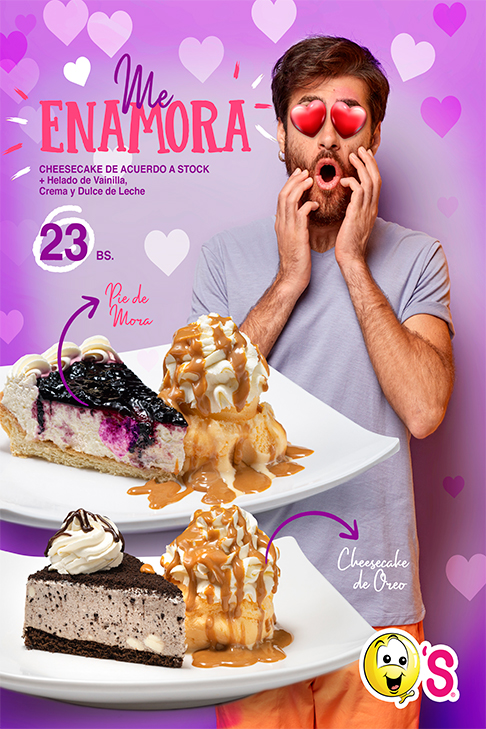 Me
ENAMORA
CHEESECAKE DE ACUERDO A STOCK
+ Helado de Vainilla,
Crema y Dulce de Leche
23 BS.
Pie de
Mora
Cheesecake
de Oreo
'S